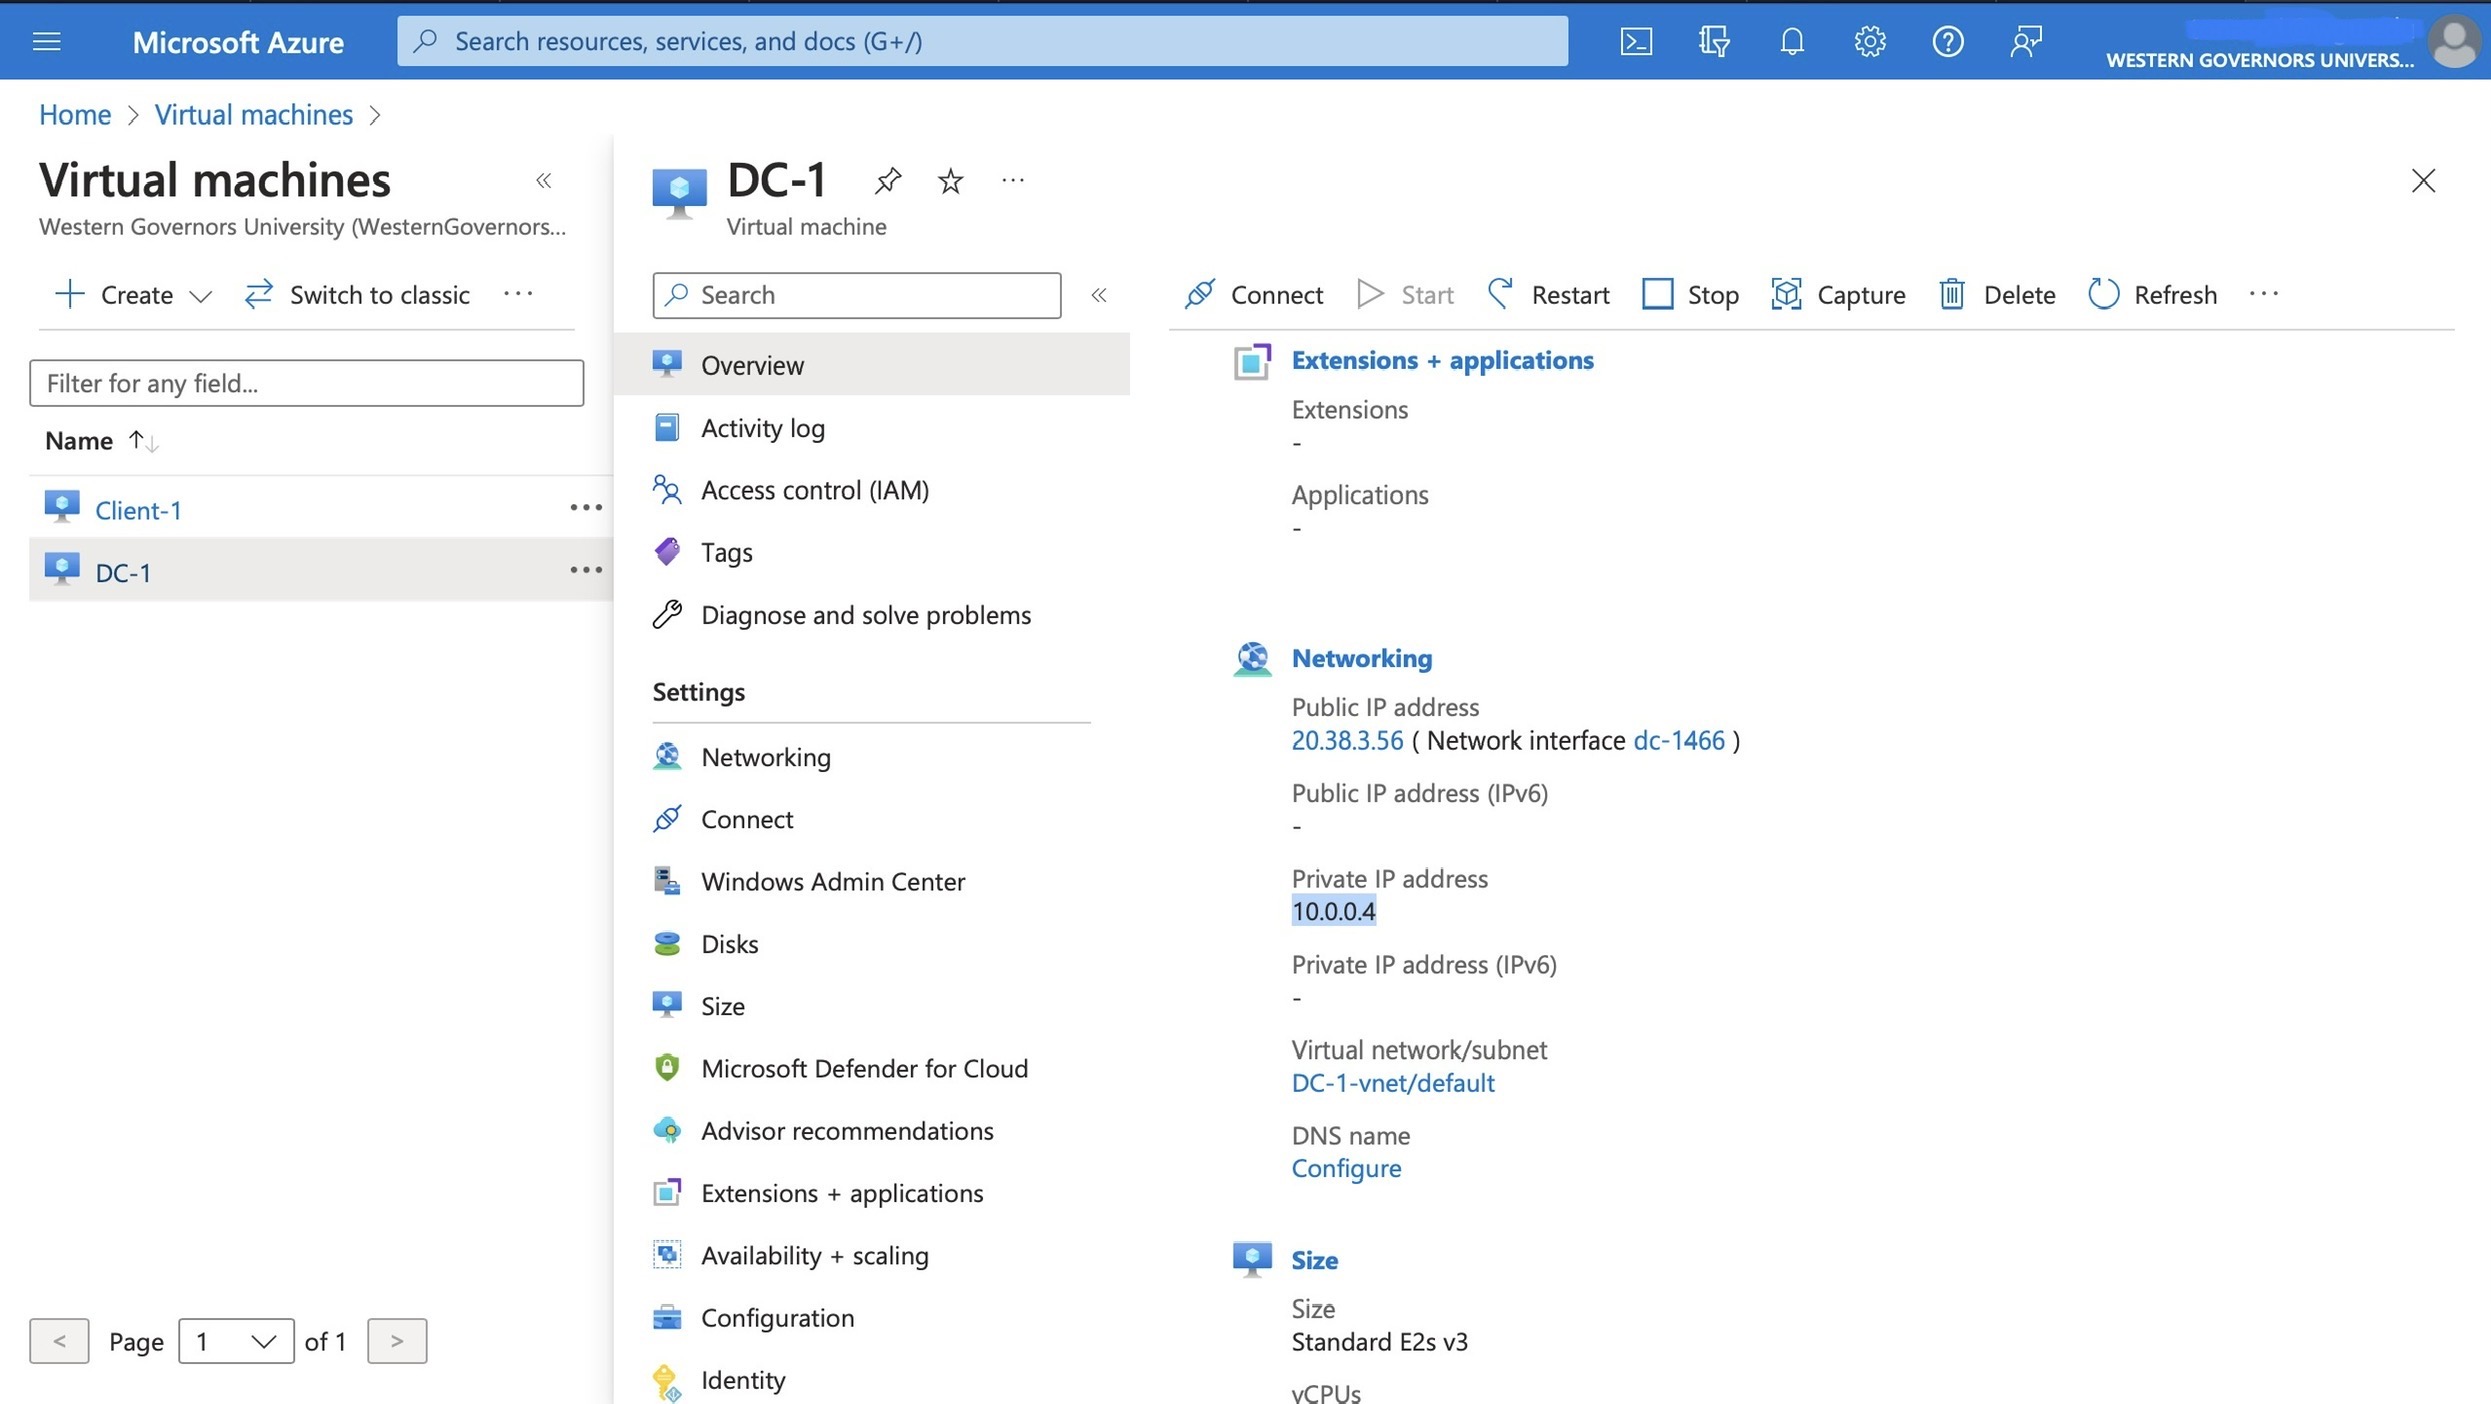 Microsoft Azure
Search resources, services, and docs (G+/)
WESTERN GOVERNORS UNIVERS...
Home > Virtual machines >
Virtual machines
Western Governors University (WesternGovernors...
Create
Switch to classic
Filter for any field...
Name
Client-1
DC-1
< Page 1 of 1 >
DC-1
Virtual machine
Search
Overview
Activity log
Access control (IAM)
Tags
Diagnose and solve problems
Settings
Networking
Connect
Windows Admin Center
Disks
Size
Microsoft Defender for Cloud
Advisor recommendations
Extensions + applications
Availability + scaling
Configuration
Identity
Connect Start Restart Stop Capture Delete Refresh
Extensions + applications
Extensions
-
Applications
-
Networking
Public IP address
20.38.3.56 ( Network interface dc-1466 )
Public IP address (IPv6)
-
Private IP address
10.0.0.4
Private IP address (IPv6)
-
Virtual network/subnet
DC-1-vnet/default
DNS name
Configure
Size
Size
Standard E2s v3
vCPUs